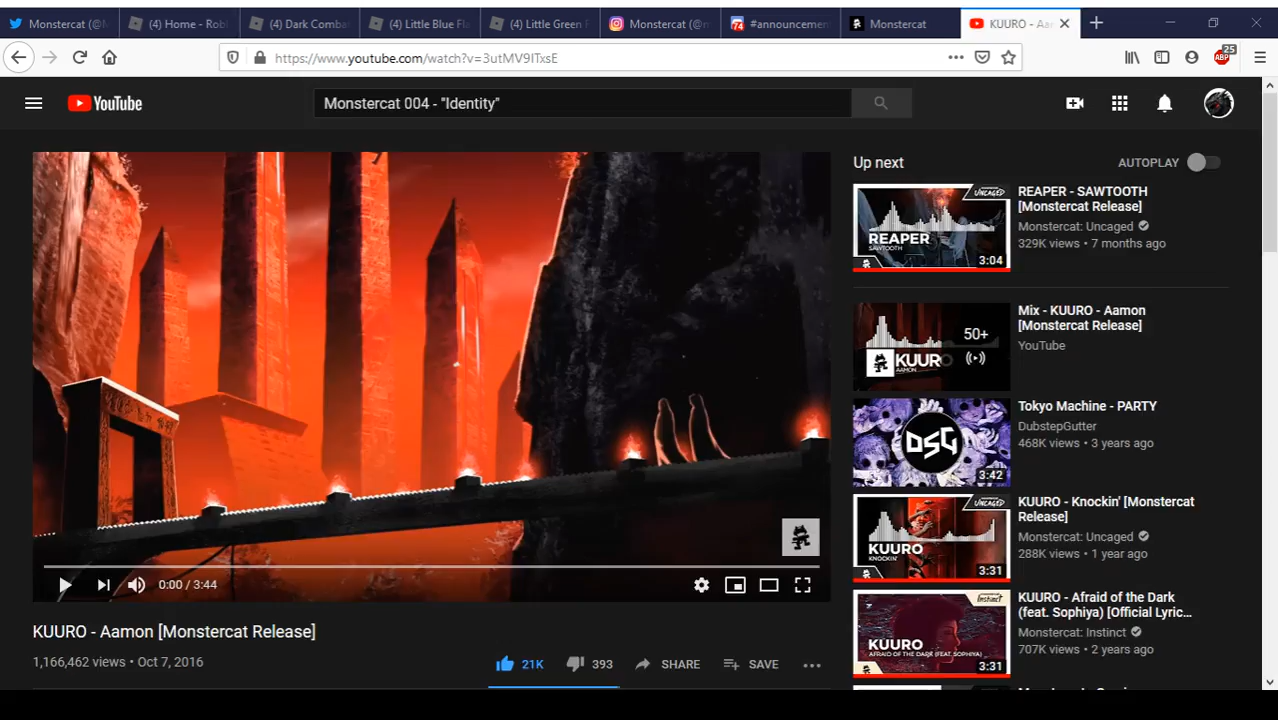 Monstercat (@
(4) Home - Rob
(4) Dark Comba
(4) Little Blue Fl
(4) Little Green F
Monstercat (@m
74
#announcemen
Monstercat
KUURO - Aa
https://www.youtube.com/watch?v=3utMV9ITxsE
ABP
25
YouTube
Monstercat 004 - "Identity"
Up next
AUTOPLAY
UNCAGED
REAPER
SAWTOOTH
3:04
REAPER - SAWTOOTH
[Monstercat Release]
Monstercat: Uncaged
329K views • 7 months ago
KUURO
AAMON
50+
Mix - KUURO - Aamon
[Monstercat Release]
YouTube
DSG
3:42
Tokyo Machine - PARTY
DubstepGutter
468K views • 3 years ago
UNCAGED
KUURO
KNOCKIN'
3:31
KUURO - Knockin' [Monstercat
Release]
Monstercat: Uncaged
288K views • 1 year ago
Instinct
KUURO
AFRAID OF THE DARK (FEAT. SOPHIYA)
3:31
KUURO - Afraid of the Dark
(feat. Sophiya) [Official Lyric...
Monstercat: Instinct
707K views • 2 years ago
0:00 / 3:44
KUURO - Aamon [Monstercat Release]
1,166,462 views • Oct 7, 2016
21K
393
SHARE
SAVE